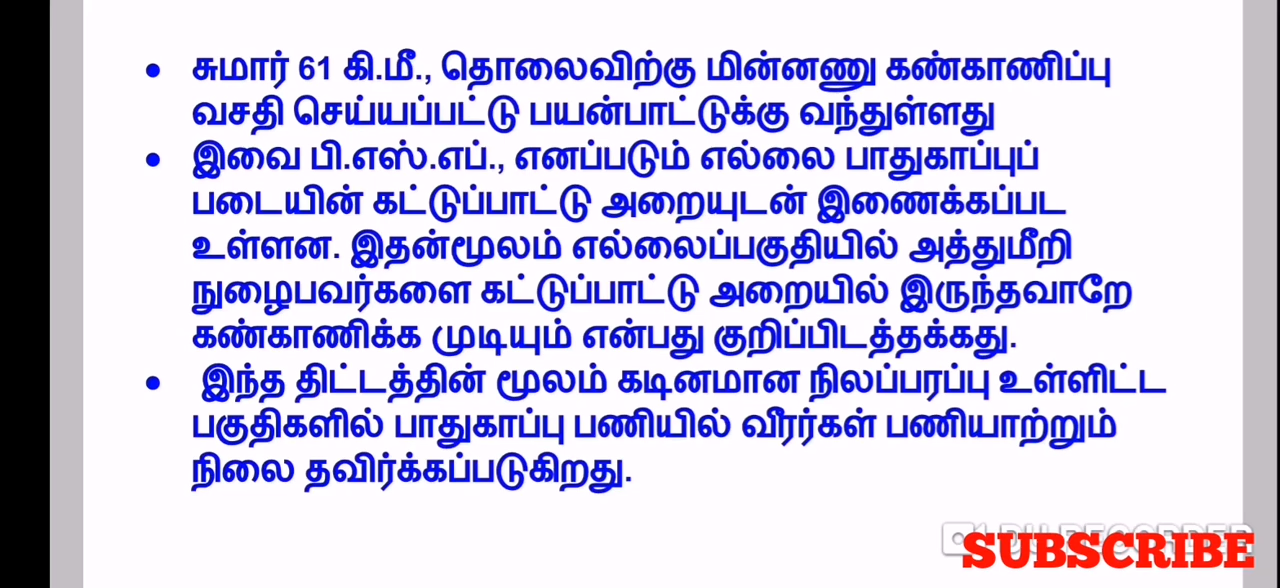 • சுமார் 61 கி.மீ., தொலைவிற்கு மின்னணு கண்காணிப்பு
வசதி செய்யப்பட்டு பயன்பாட்டுக்கு வந்துள்ளது
• இவை பி.எஸ்.எப்., எனப்படும் எல்லை பாதுகாப்புப்
படையின் கட்டுப்பாட்டு அறையுடன் இணைக்கப்பட
உள்ளன. இதன்மூலம் எல்லைப்பகுதியில் அத்துமீறி
நுழைபவர்களை கட்டுப்பாட்டு அறையில் இருந்தவாறே
கண்காணிக்க முடியும் என்பது குறிப்பிடத்தக்கது.
• இந்த திட்டத்தின் மூலம் கடினமான நிலப்பரப்பு உள்ளிட்ட
பகுதிகளில் பாதுகாப்பு பணியில் வீரர்கள் பணியாற்றும்
நிலை தவிர்க்கப்படுகிறது.
SUBSCRIBE